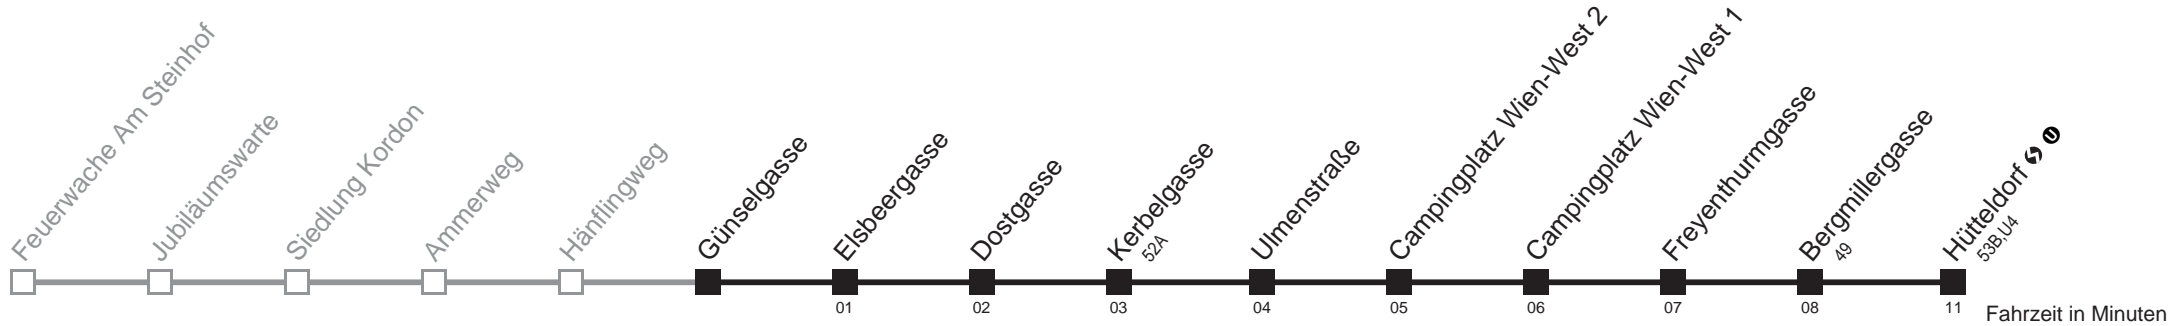 Feuerwache Am Steinhof
Jubiläumswarte
Siedlung Kordon
Ammerweg
Hänflingweg
Günselgasse
Elsbeergasse
Dostgasse
Kerbelgasse
52A
Ulmenstraße
Campingplatz Wien-West 2
Campingplatz Wien-West 1
Freyenthurmgasse
Bergmillergasse
49
Hütteldorf S U
53B,U4
01 02 03 04 05 06 07 08 11 Fahrzeit in Minuten